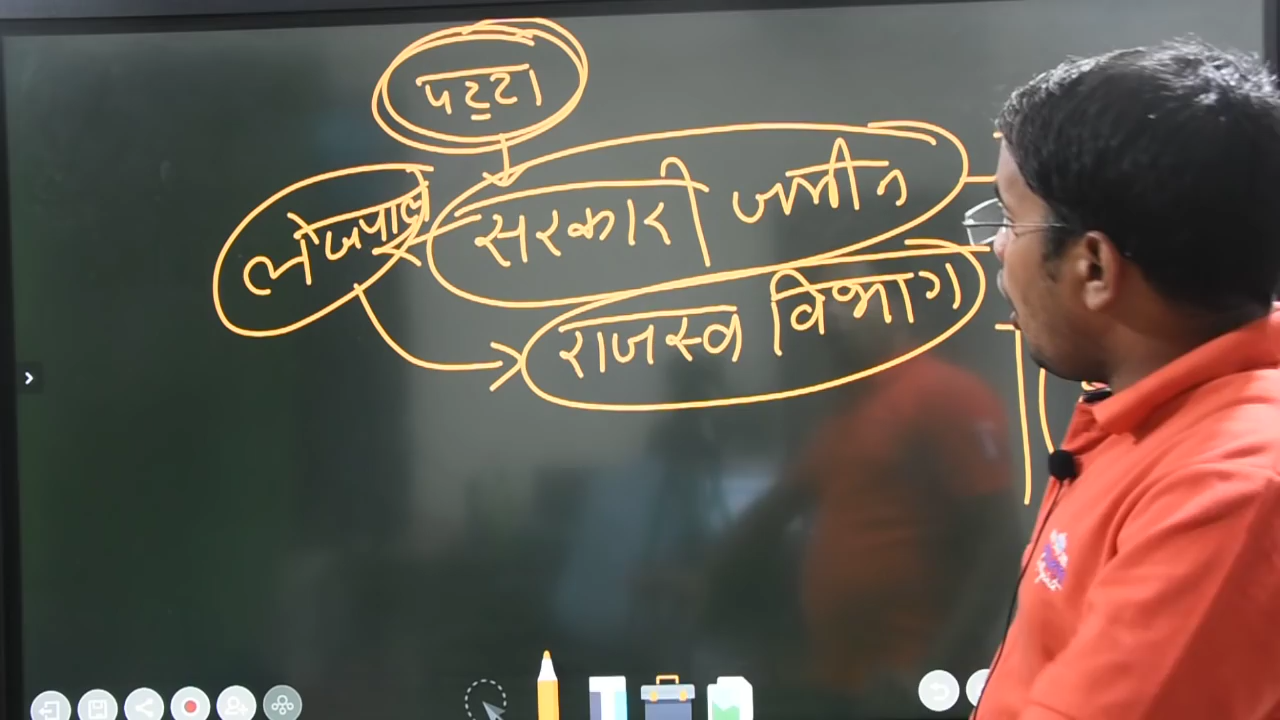 पट्टा
सरकारी जमीन
लेखपाल
राजस्व विभाग